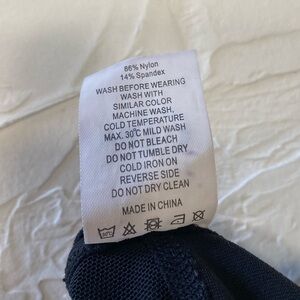 86% Nylon
14% Spandex
WASH BEFORE WEARING
WASH WITH
SIMILAR COLOR
MACHINE WASH,
COLD TEMPERATURE
MAX. 30℃ MILD WASH
DO NOT BLEACH
DO NOT TUMBLE DRY
COLD IRON ON
REVERSE SIDE
DO NOT DRY CLEAN
MADE IN CHINA